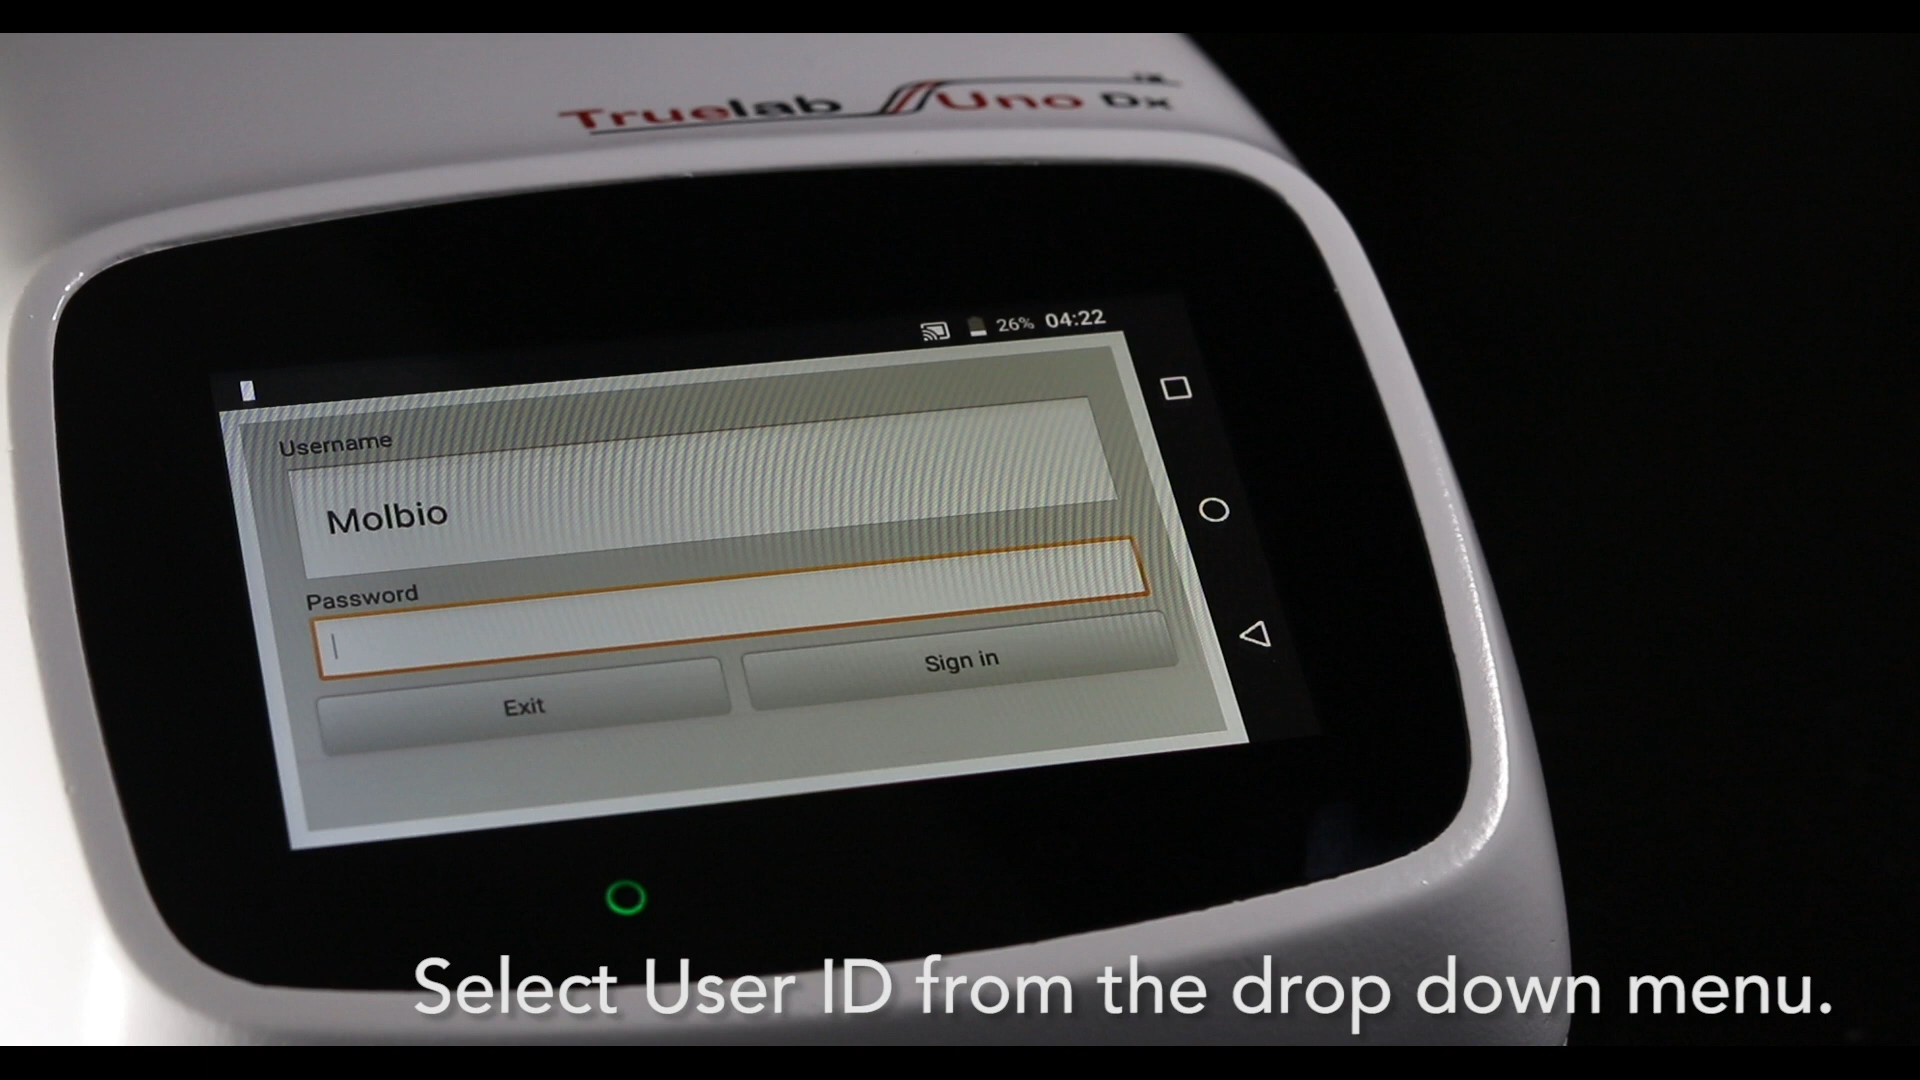 Truelab Uno Dx
26% 04:22
Username
Molbio
Password
Exit
Sign in
Select User ID from the drop down menu.